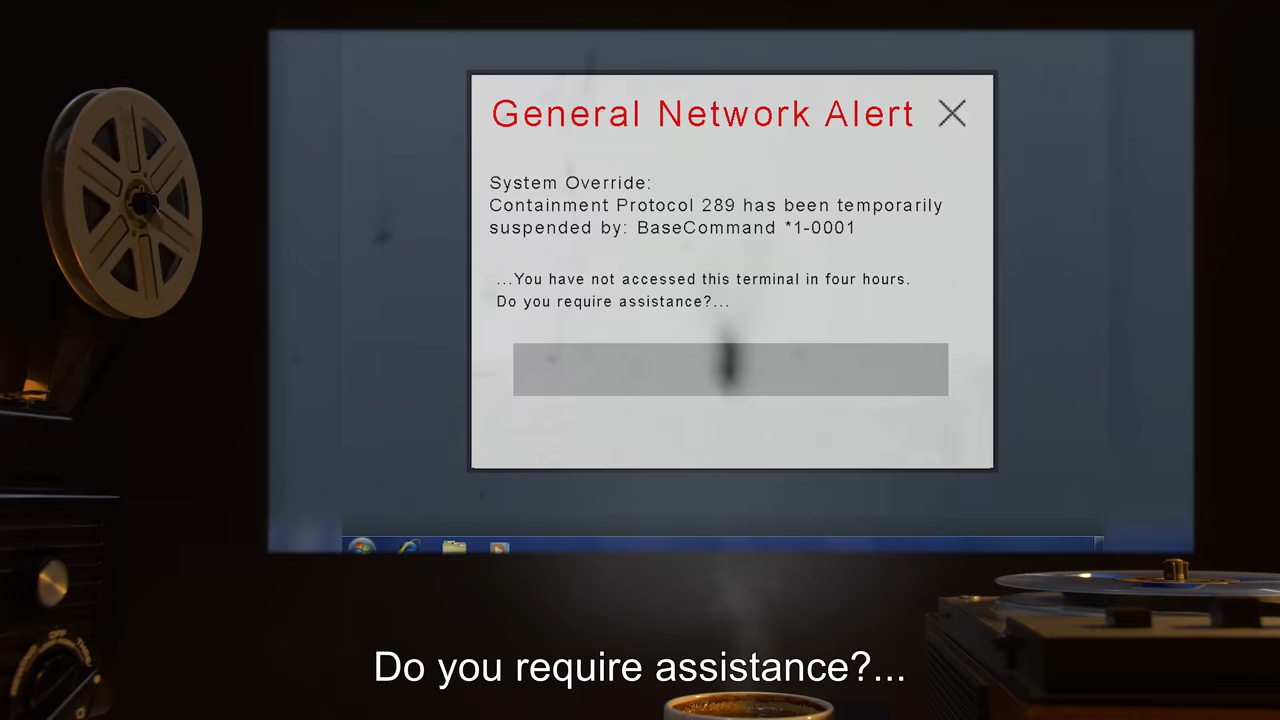 General Network Alert
System Override:
Containment Protocol 289 has been temporarily
suspended by: BaseCommand *1-0001
...You have not accessed this terminal in four hours.
Do you require assistance?...
Do you require assistance?...